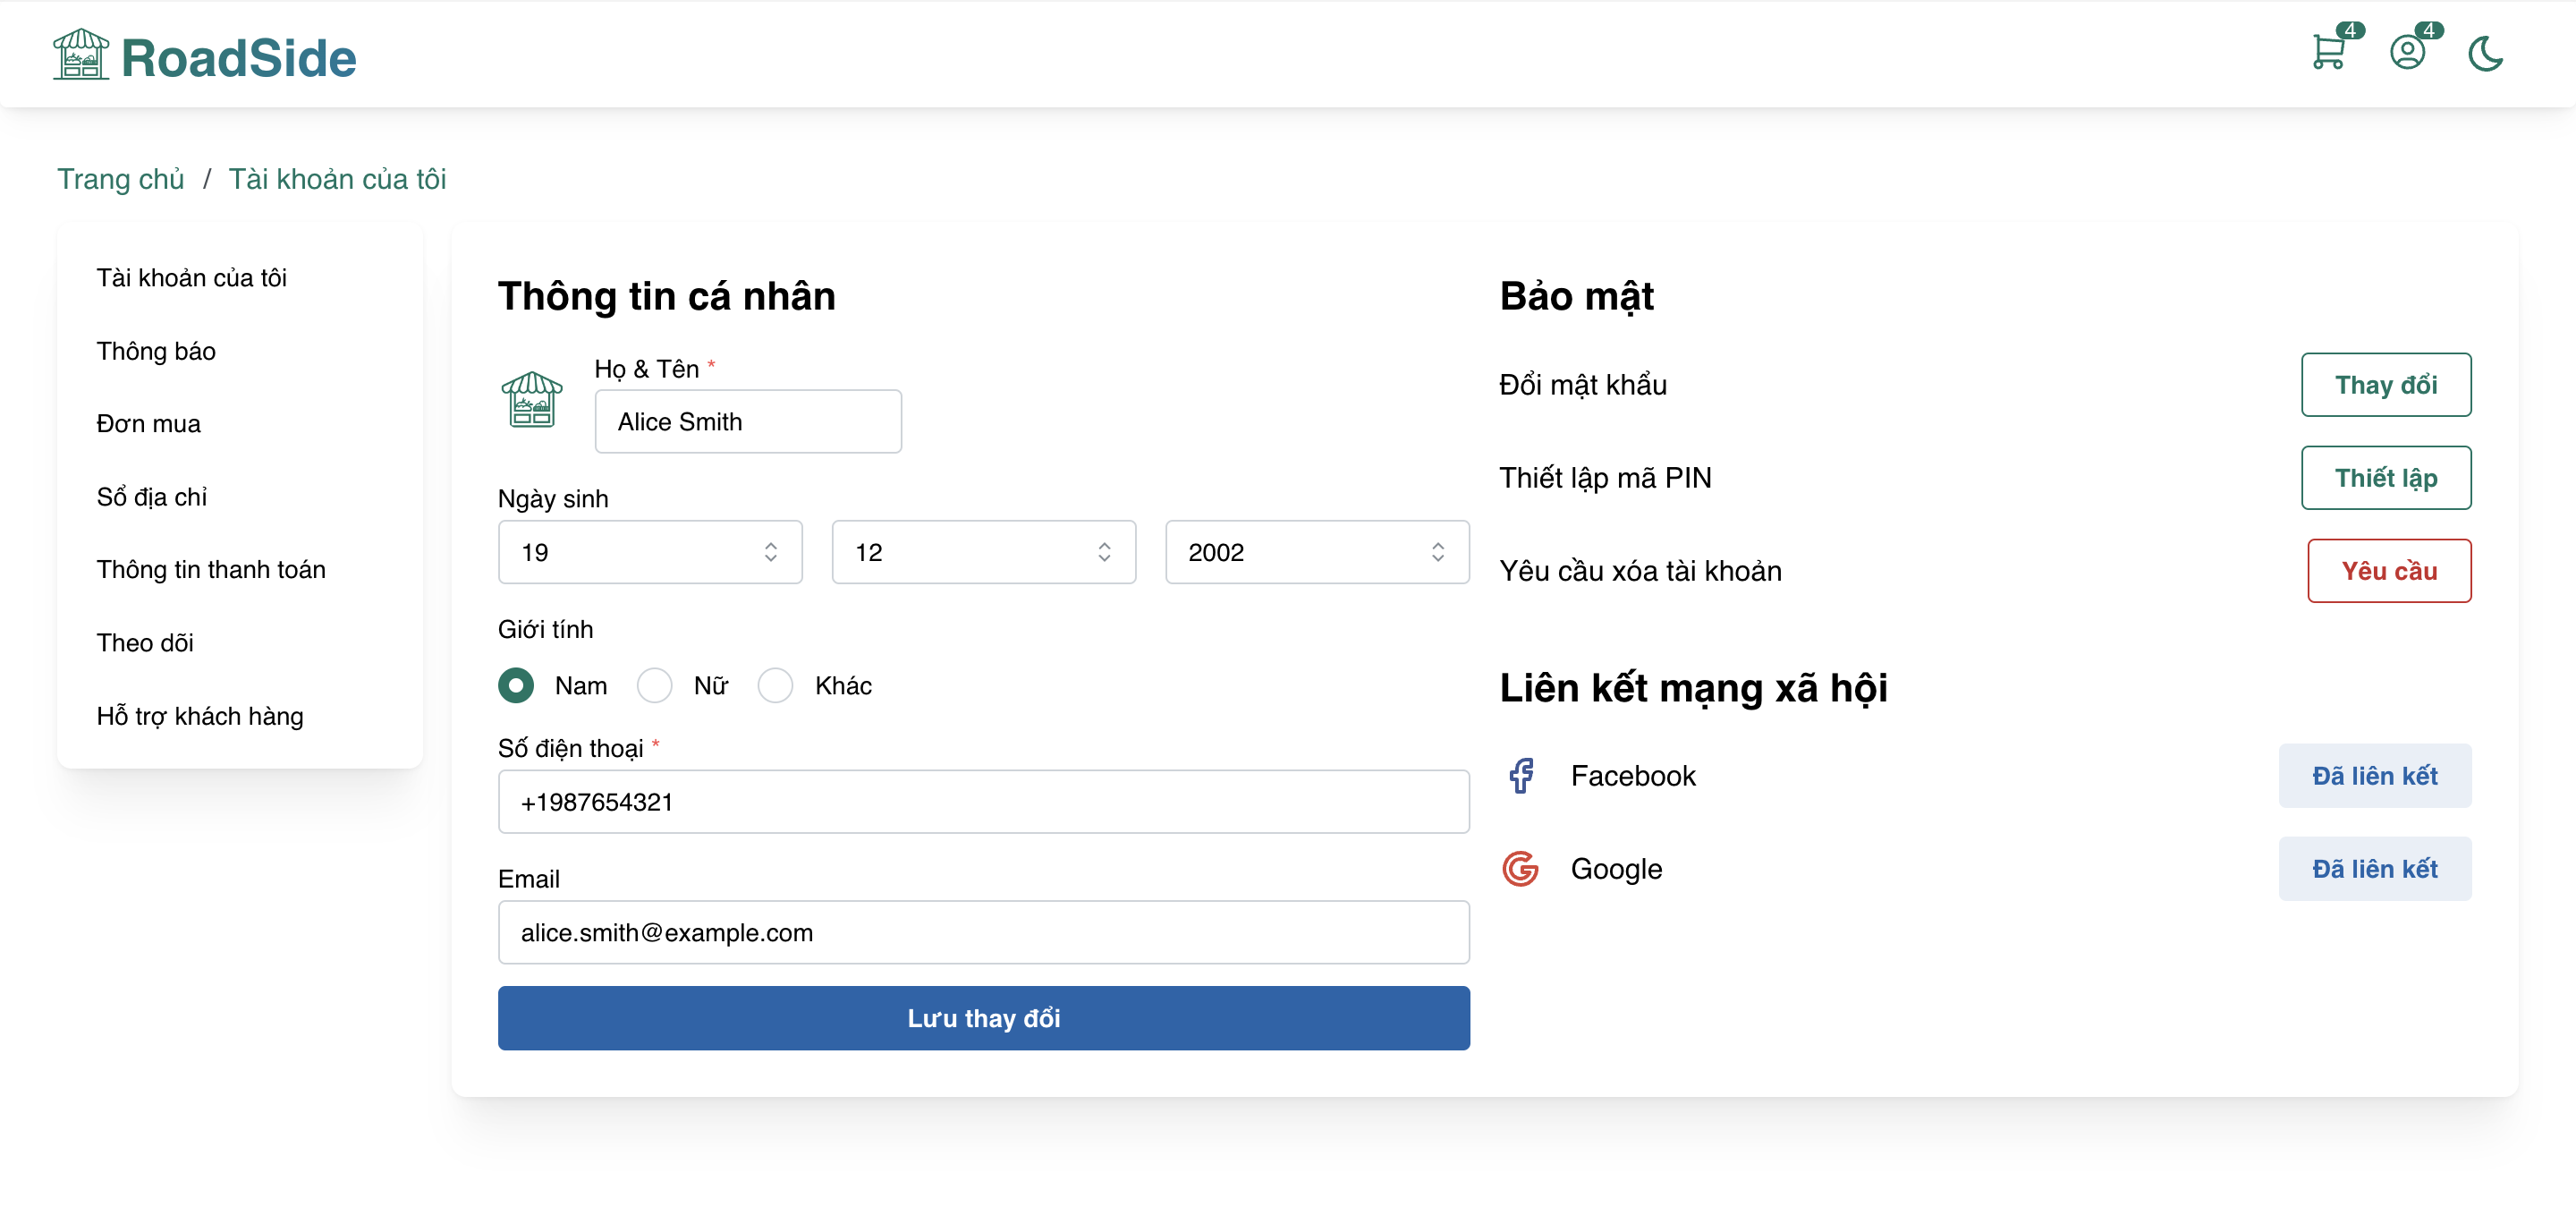 RoadSide
4
4
Trang chủ / Tài khoản của tôi
Tài khoản của tôi
Thông báo
Đơn mua
Sổ địa chỉ
Thông tin thanh toán
Theo dõi
Hỗ trợ khách hàng
Thông tin cá nhân
Họ & Tên *
Alice Smith
Ngày sinh
19 12 2002
Giới tính
Nam Nữ Khác
Số điện thoại *
+1987654321
Email
alice.smith@example.com
Lưu thay đổi
Bảo mật
Đổi mật khẩu Thay đổi
Thiết lập mã PIN Thiết lập
Yêu cầu xóa tài khoản Yêu cầu
Liên kết mạng xã hội
Facebook Đã liên kết
Google Đã liên kết